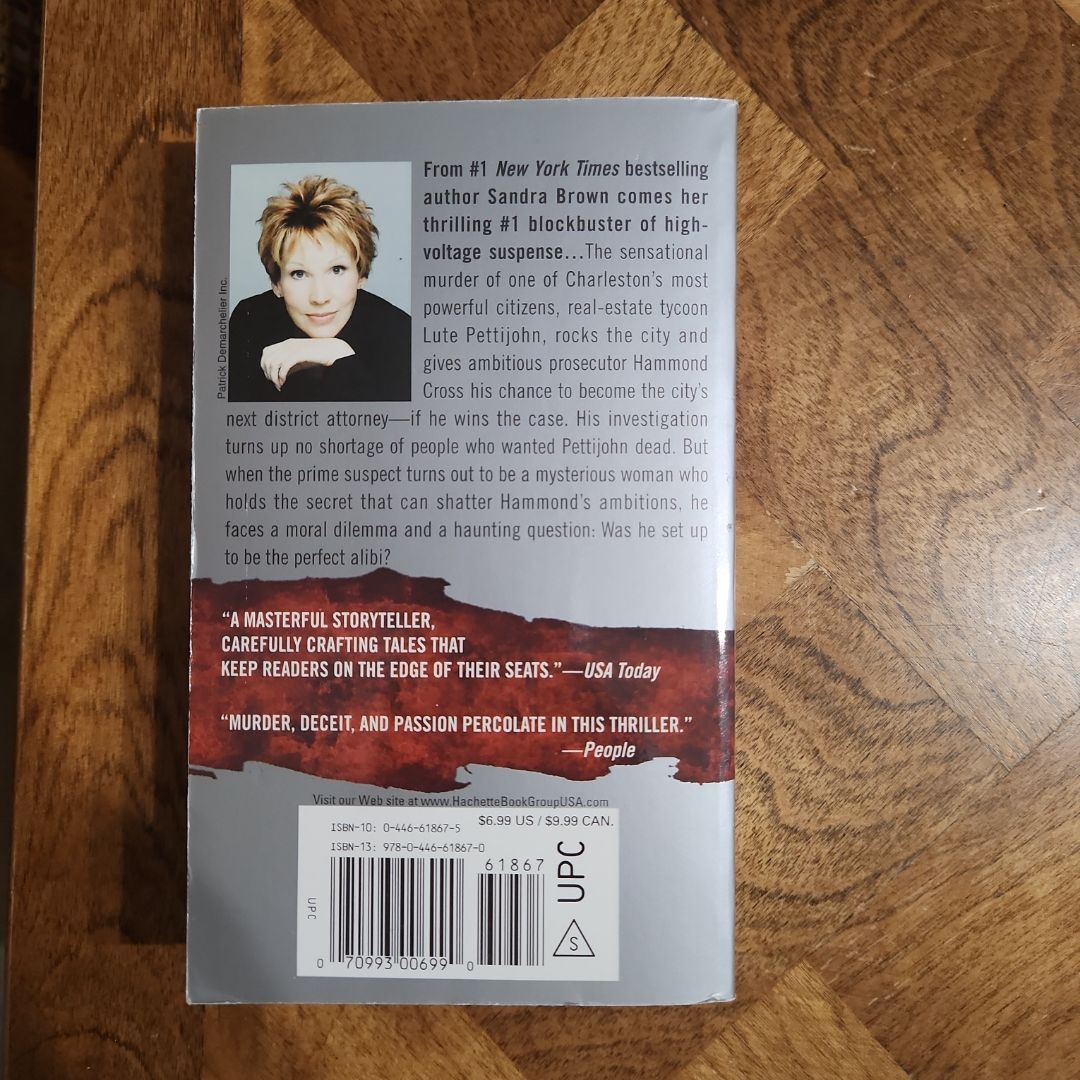 From #1 New York Times bestselling
author Sandra Brown comes her
thrilling #1 blockbuster of high-
voltage suspense...The sensational
murder of one of Charleston's most
powerful citizens, real-estate tycoon
Lute Pettijohn, rocks the city and
gives ambitious prosecutor Hammond
Cross his chance to become the city's
next district attorney—if he wins the case. His investigation
turns up no shortage of people who wanted Pettijohn dead. But
when the prime suspect turns out to be a mysterious woman who
holds the secret that can shatter Hammond's ambitions, he
faces a moral dilemma and a haunting question: Was he set up
to be the perfect alibi?
Patrick Demarchelier Inc.
“A MASTERFUL STORYTELLER,
CAREFULLY CRAFTING TALES THAT
KEEP READERS ON THE EDGE OF THEIR SEATS.”—USA Today
“MURDER, DECEIT, AND PASSION PERCOLATE IN THIS THRILLER.”
—People
Visit our Web site at www.HachetteBookGroupUSA.com
$6.99 US / $9.99 CAN.
ISBN-10: 0-446-61867-5
ISBN-13: 978-0-446-61867-0
61867
UPC
UPC
S
0 70993 00699 0